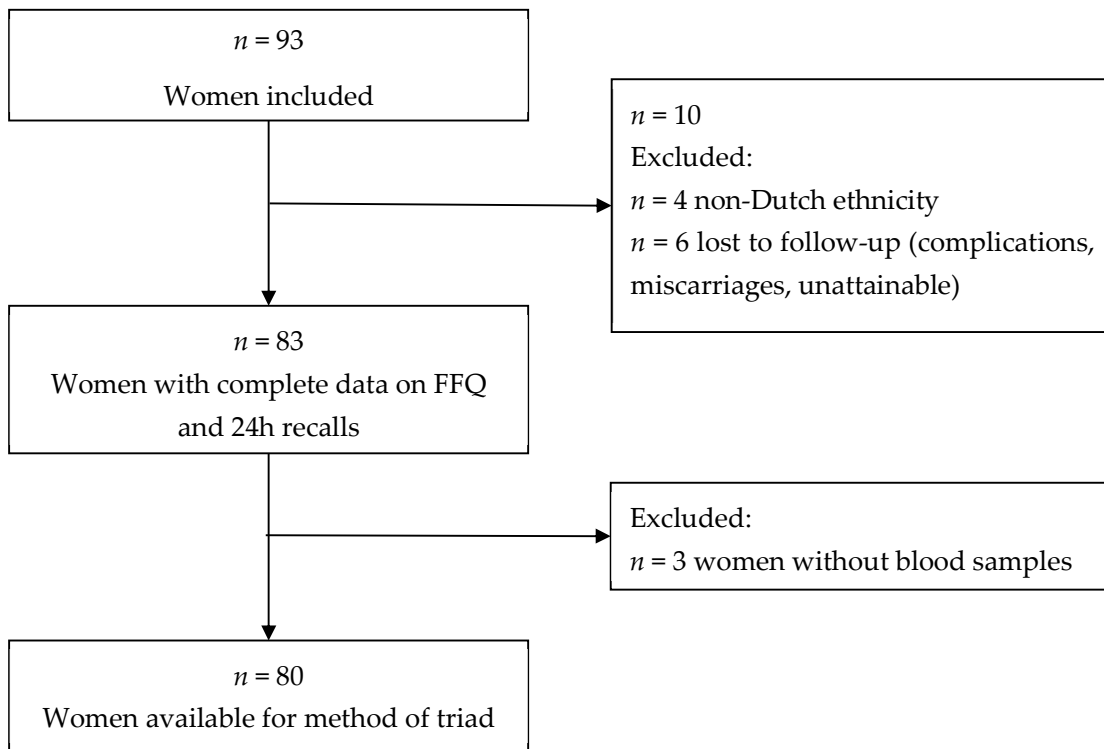 n = 93
Women included
n = 10
Excluded:
n = 4 non-Dutch ethnicity
n = 6 lost to follow-up (complications,
miscarriages, unattainable)
n = 83
Women with complete data on FFQ
and 24h recalls
Excluded:
n = 3 women without blood samples
n = 80
Women available for method of triad